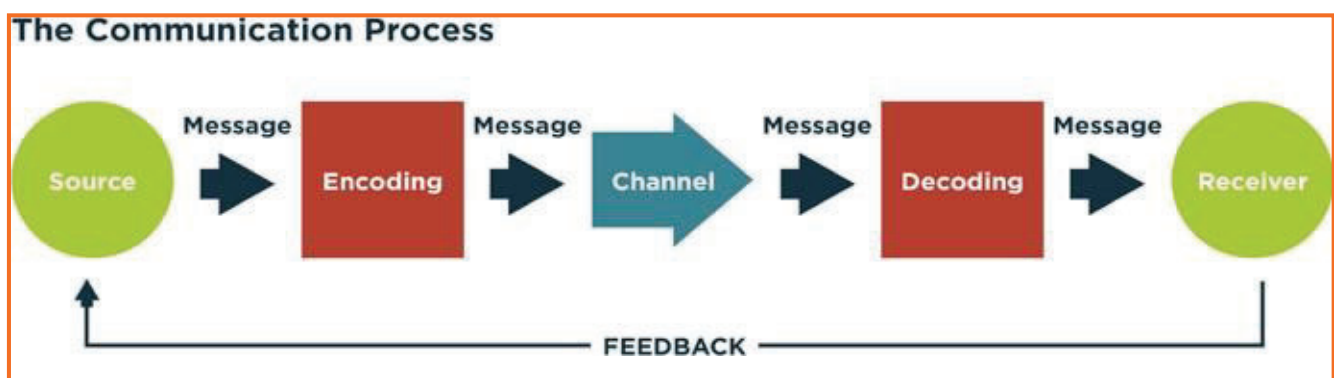 The Communication Process
Message Message Message Message
Source Encoding Channel Decoding Receiver
FEEDBACK